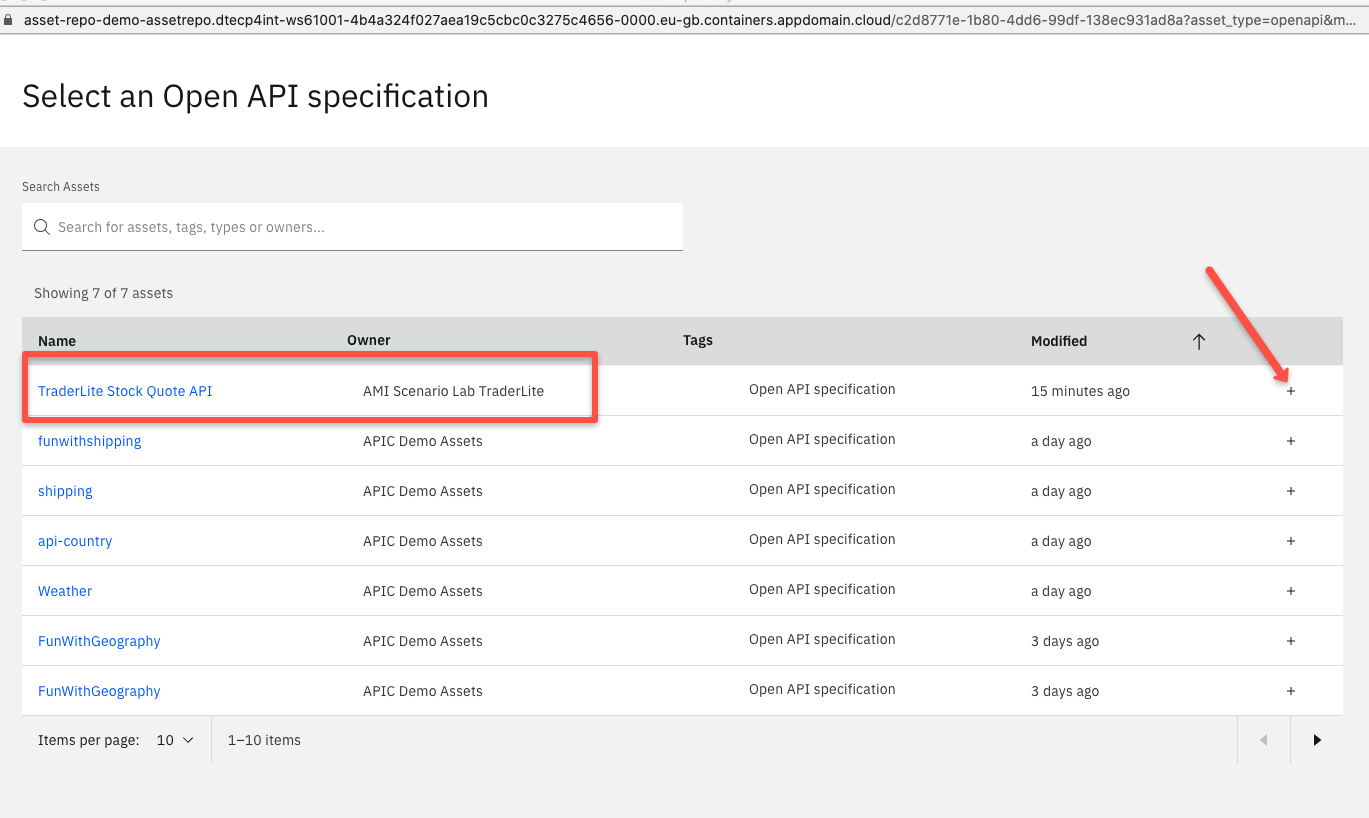 asset-repo-demo-assetrepo.dtecp4int-ws61001-4b4a324f027aea19c5cbc0c3275c4656-0000.eu-gb.containers.appdomain.cloud/c2d8771e-1b80-4dd6-99df-138ec931ad8a?asset_type=openapi&m...
Select an Open API specification
Search Assets
Search for assets, tags, types or owners...
Showing 7 of 7 assets
Name Owner Tags Modified ↑
TraderLite Stock Quote API AMI Scenario Lab TraderLite Open API specification 15 minutes ago +
funwithshipping APIC Demo Assets Open API specification a day ago +
shipping APIC Demo Assets Open API specification a day ago +
api-country APIC Demo Assets Open API specification a day ago +
Weather APIC Demo Assets Open API specification a day ago +
FunWithGeography APIC Demo Assets Open API specification 3 days ago +
FunWithGeography APIC Demo Assets Open API specification 3 days ago +
Items per page: 10 1–10 items